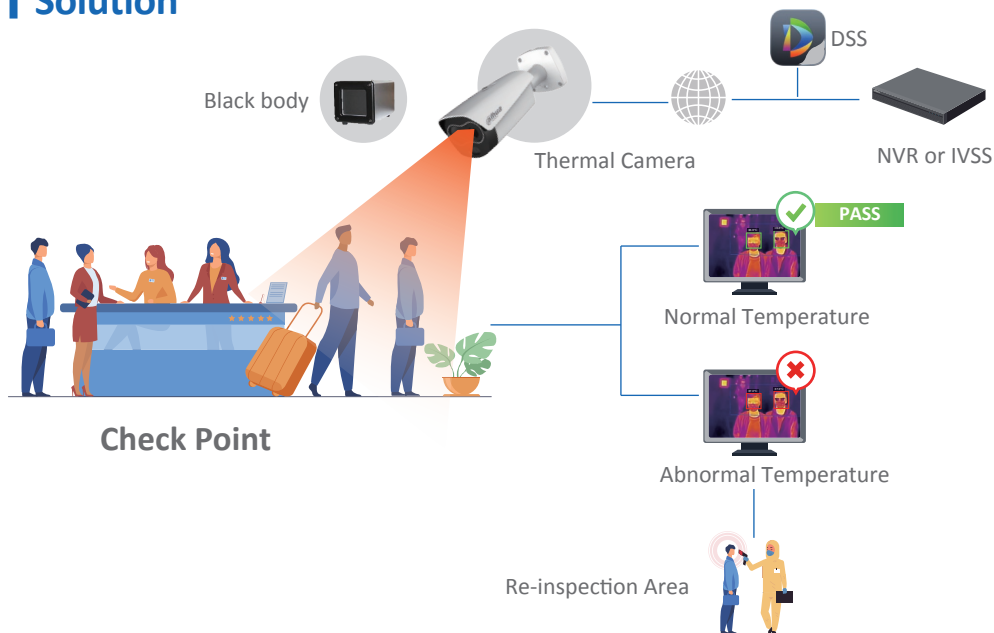 Solution
DSS
Black body
Thermal Camera
NVR or IVSS
PASS
Normal Temperature
Check Point
Abnormal Temperature
Re-inspection Area